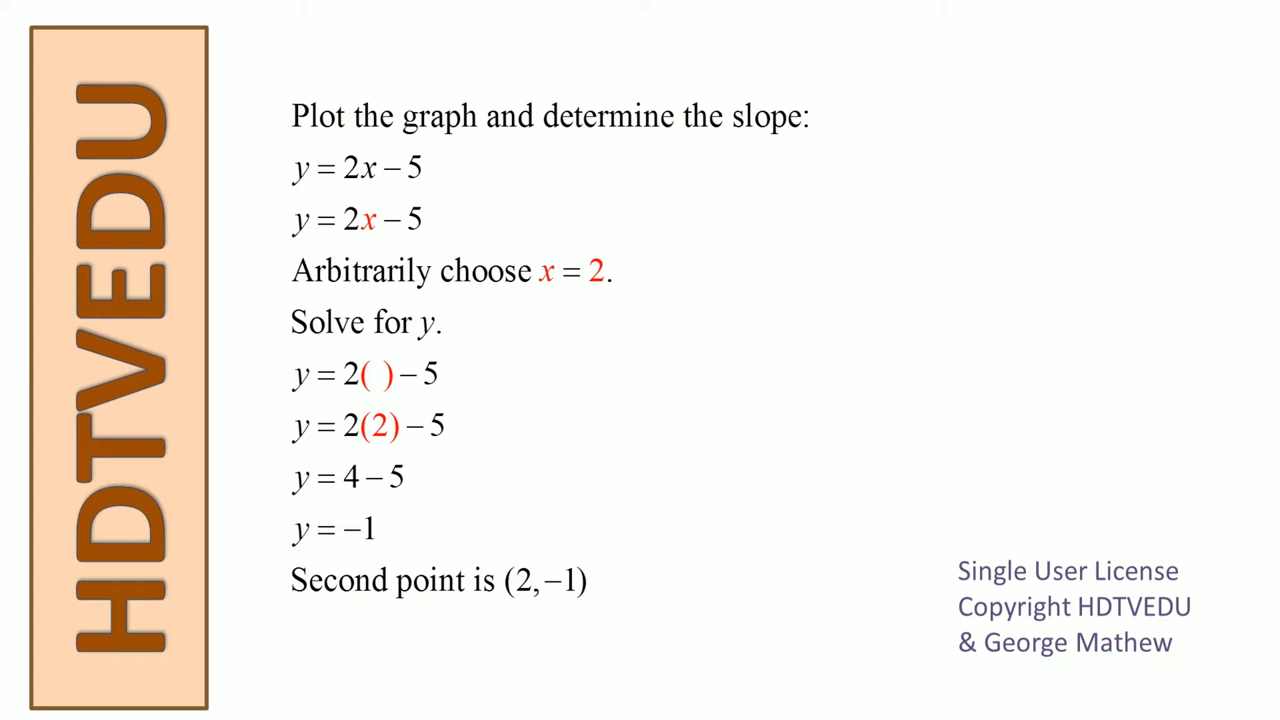 HDTVEDU
Plot the graph and determine the slope:
y = 2x – 5
y = 2x – 5
Arbitrarily choose x = 2.
Solve for y.
y = 2( ) – 5
y = 2(2) – 5
y = 4 – 5
y = –1
Second point is (2, –1)
Single User License
Copyright HDTVEDU
& George Mathew